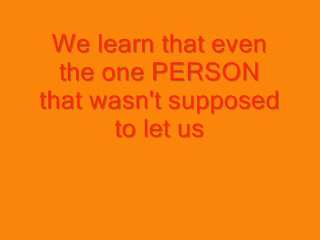 We learn that even
the one PERSON
that wasn't supposed
to let us